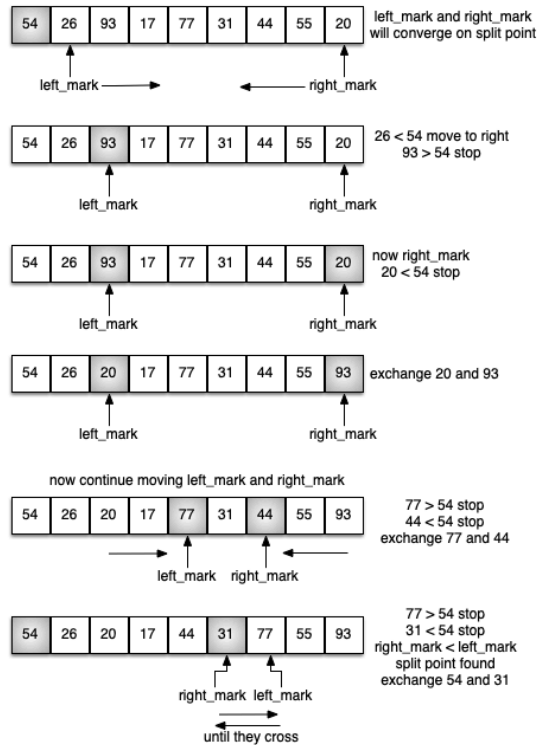 54 26 93 17 77 31 44 55 20
left_mark and right_mark
will converge on split point
left_mark right_mark
54 26 93 17 77 31 44 55 20
26 < 54 move to right
93 > 54 stop
left_mark right_mark
54 26 93 17 77 31 44 55 20
now right_mark
20 < 54 stop
left_mark right_mark
54 26 20 17 77 31 44 55 93
exchange 20 and 93
left_mark right_mark
now continue moving left_mark and right_mark
54 26 20 17 77 31 44 55 93
77 > 54 stop
44 < 54 stop
exchange 77 and 44
left_mark right_mark
54 26 20 17 44 31 77 55 93
77 > 54 stop
31 < 54 stop
right_mark < left_mark
split point found
exchange 54 and 31
right_mark left_mark
until they cross